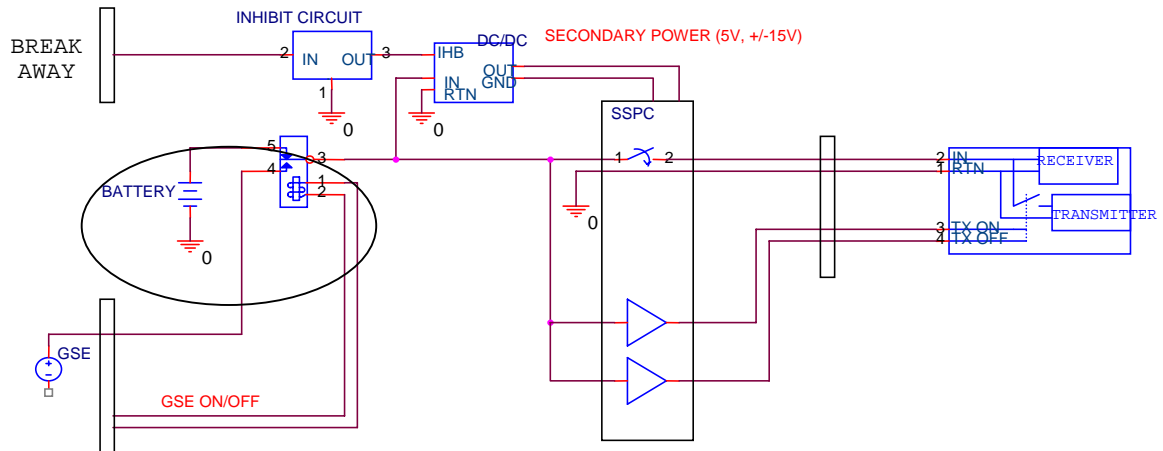 INHIBIT CIRCUIT
BREAK
AWAY
2
IN
OUT
3
1
0
DC/DC
IHB
OUT
GND
IN
RTN
0
SECONDARY POWER (5V, +/-15V)
SSPC
1
2
0
5
4
3
1
2
BATTERY
0
2
1
IN
RTN
RECEIVER
TRANSMITTER
3
4
TX ON
TX OFF
GSE
GSE ON/OFF